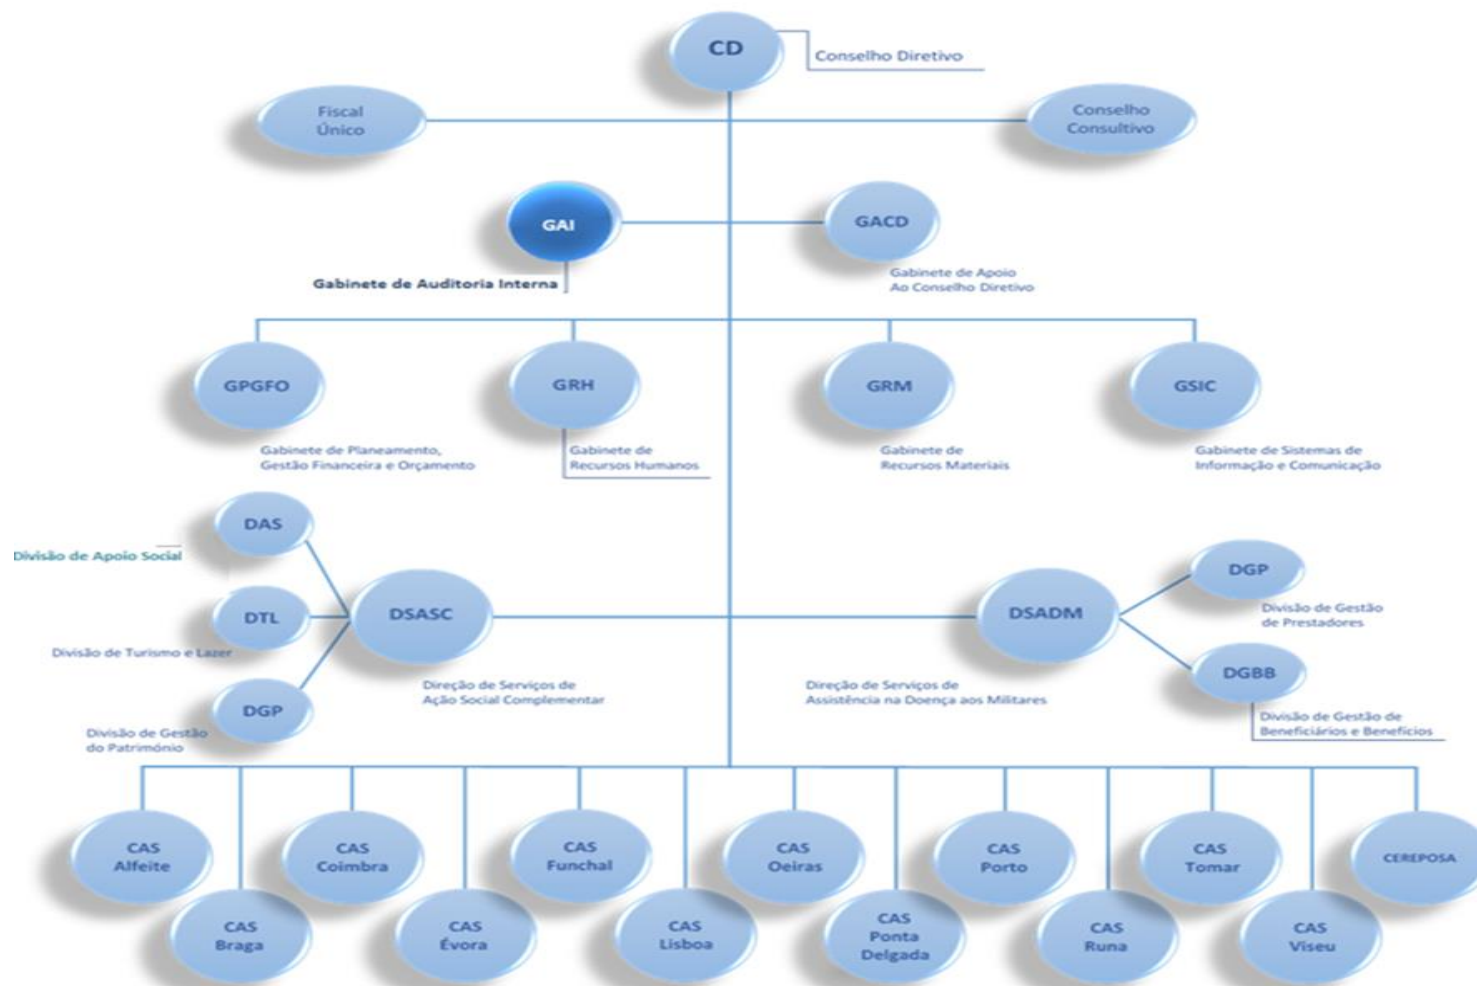 CD
Conselho Diretivo
Fiscal
Único
Conselho
Consultivo
GAI
Gabinete de Auditoria Interna
GACD
Gabinete de Apoio
Ao Conselho Diretivo
GPGFO
Gabinete de Planeamento,
Gestão Financeira e Orçamento
GRH
Gabinete de
Recursos Humanos
GRM
Gabinete de
Recursos Materiais
GSIC
Gabinete de Sistemas de
Informação e Comunicação
DAS
Divisão de Apoio Social
DTL
Divisão de Turismo e Lazer
DGP
Divisão de Gestão
do Património
DSASC
Direção de Serviços de
Ação Social Complementar
DSADM
Direção de Serviços de
Assistência na Doença aos Militares
DGP
Divisão de Gestão
de Prestadores
DGBB
Divisão de Gestão de
Beneficiários e Benefícios
CAS
Alfeite
CAS
Braga
CAS
Coimbra
CAS
Évora
CAS
Funchal
CAS
Lisboa
CAS
Oeiras
CAS
Ponta
Delgada
CAS
Porto
CAS
Runa
CAS
Tomar
CAS
Viseu
CEREPOSA